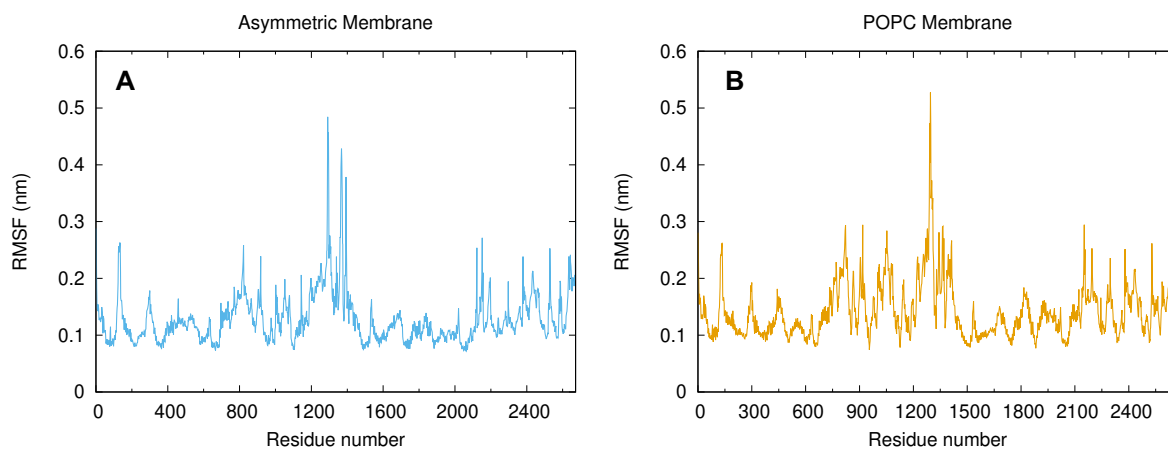 Asymmetric Membrane
A
RMSF (nm)
0.6
0.5
0.4
0.3
0.2
0.1
0
0 400 800 1200 1600 2000 2400
Residue number
POPC Membrane
B
RMSF (nm)
0.6
0.5
0.4
0.3
0.2
0.1
0
0 300 600 900 1200 1500 1800 2100 2400
Residue number